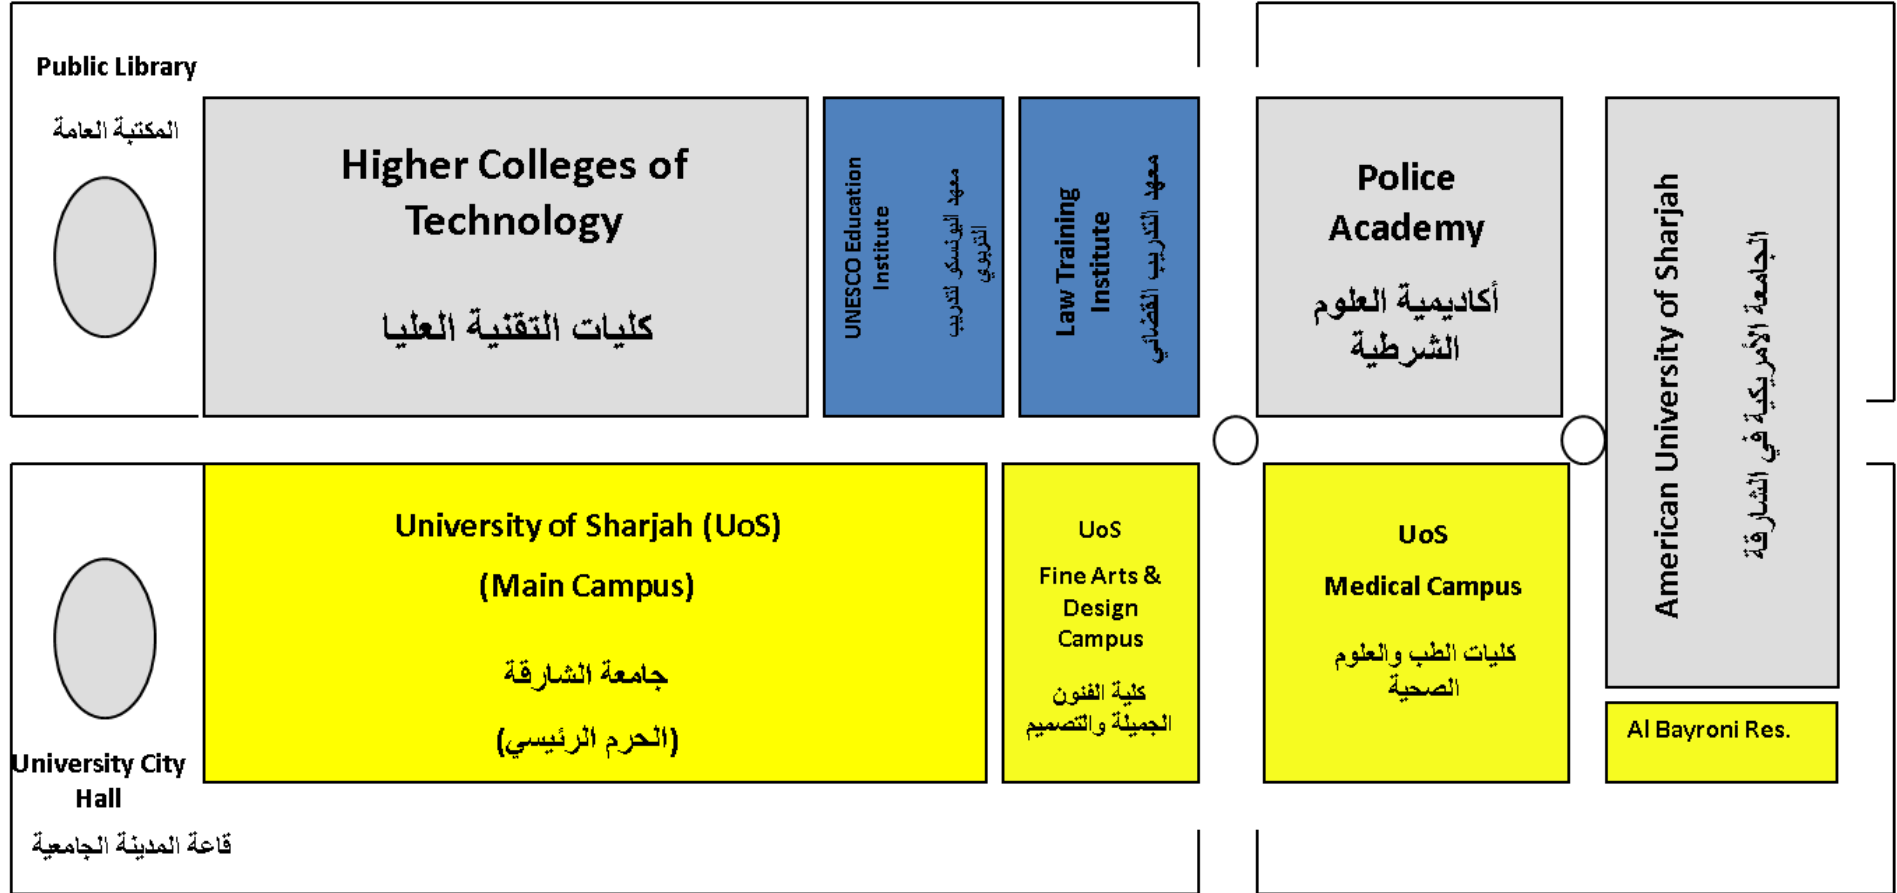 Public Library
المكتبة العامة
Higher Colleges of
Technology
كليات التقنية العليا
UNESCO Education
Institute
معهد اليونسكو لتدريب
التربوي
Law Training
Institute
معهد التدريب القضائي
Police
Academy
أكاديمية العلوم
الشرطية
American University of Sharjah
الجامعة الأمريكية في الشارقة
University City
Hall
قاعة المدينة الجامعية
University of Sharjah (UoS)
(Main Campus)
جامعة الشارقة
(الحرم الرئيسي)
UoS
Fine Arts &
Design
Campus
كلية الفنون
الجميلة والتصميم
UoS
Medical Campus
كليات الطب والعلوم
الصحية
Al Bayroni Res.